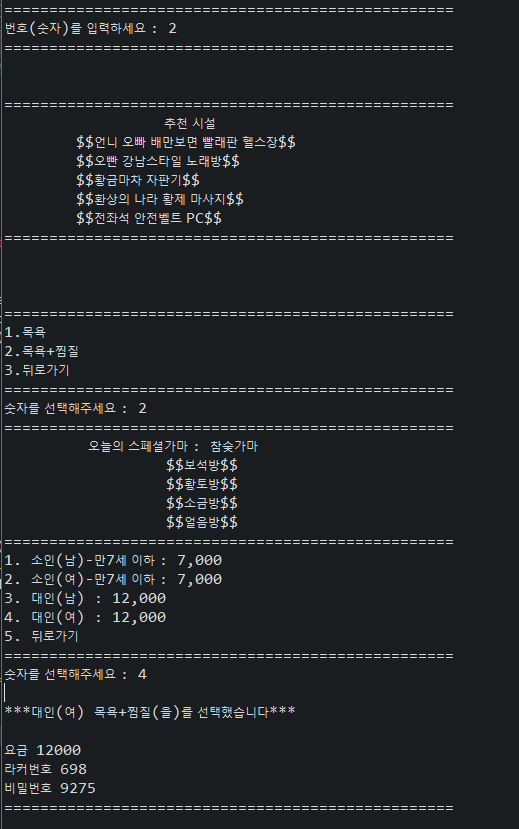 ==================================================
번호(숫자)를 입력하세요 : 2
==================================================
==================================================
추천 시설
$$언니 오빠 배만보면 빨래판 헬스장$$
$$오빤 강남스타일 노래방$$
$$황금마차 자판기$$
$$환상의 나라 황제 마사지$$
$$전좌석 안전벨트 PC$$
==================================================
==================================================
1.목욕
2.목욕+찜질
3.뒤로가기
==================================================
숫자를 선택해주세요 : 2
==================================================
오늘의 스페셜가마 : 참숯가마
$$보석방$$
$$황토방$$
$$소금방$$
$$얼음방$$
==================================================
1. 소인(남)-만7세 이하 : 7,000
2. 소인(여)-만7세 이하 : 7,000
3. 대인(남) : 12,000
4. 대인(여) : 12,000
5. 뒤로가기
==================================================
숫자를 선택해주세요 : 4
***대인(여) 목욕+찜질(을)를 선택했습니다***
요금 12000
라커번호 698
비밀번호 9275
==================================================